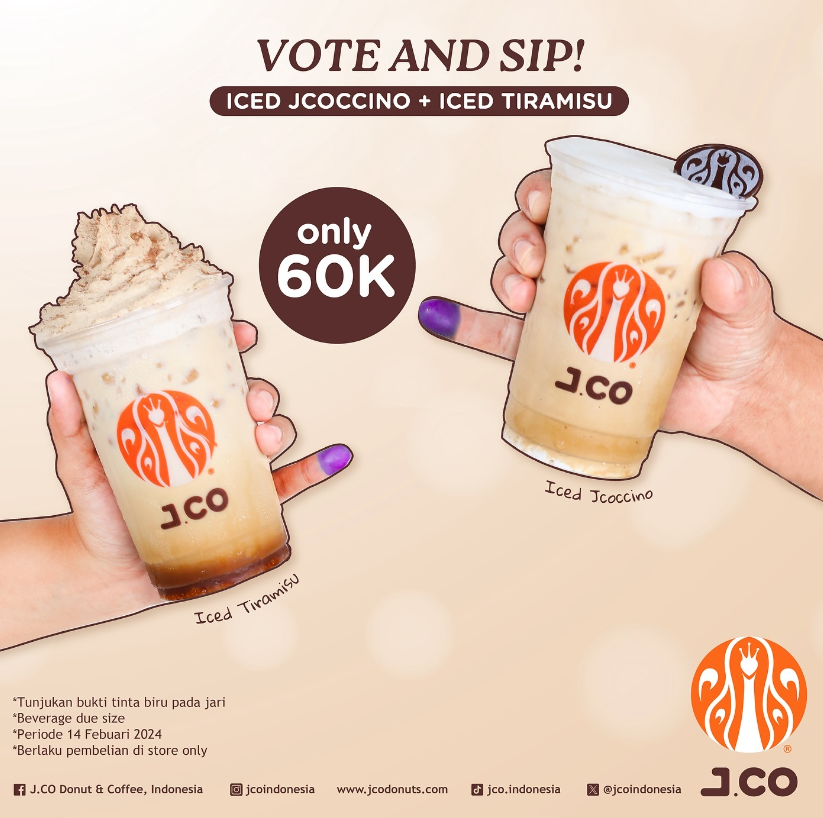 VOTE AND SIP!
ICED JCOCCINO + ICED TIRAMISU
only
60K
J.CO
Iced Jcoccino
J.CO
Iced Tiramisu
*Tunjukan bukti tinta biru pada jari
*Beverage due size
*Periode 14 Febuari 2024
*Berlaku pembelian di store only
®
J.CO
J.CO Donut & Coffee, Indonesia jcoindonesia www.jcodonuts.com jco.indonesia @jcoindonesia